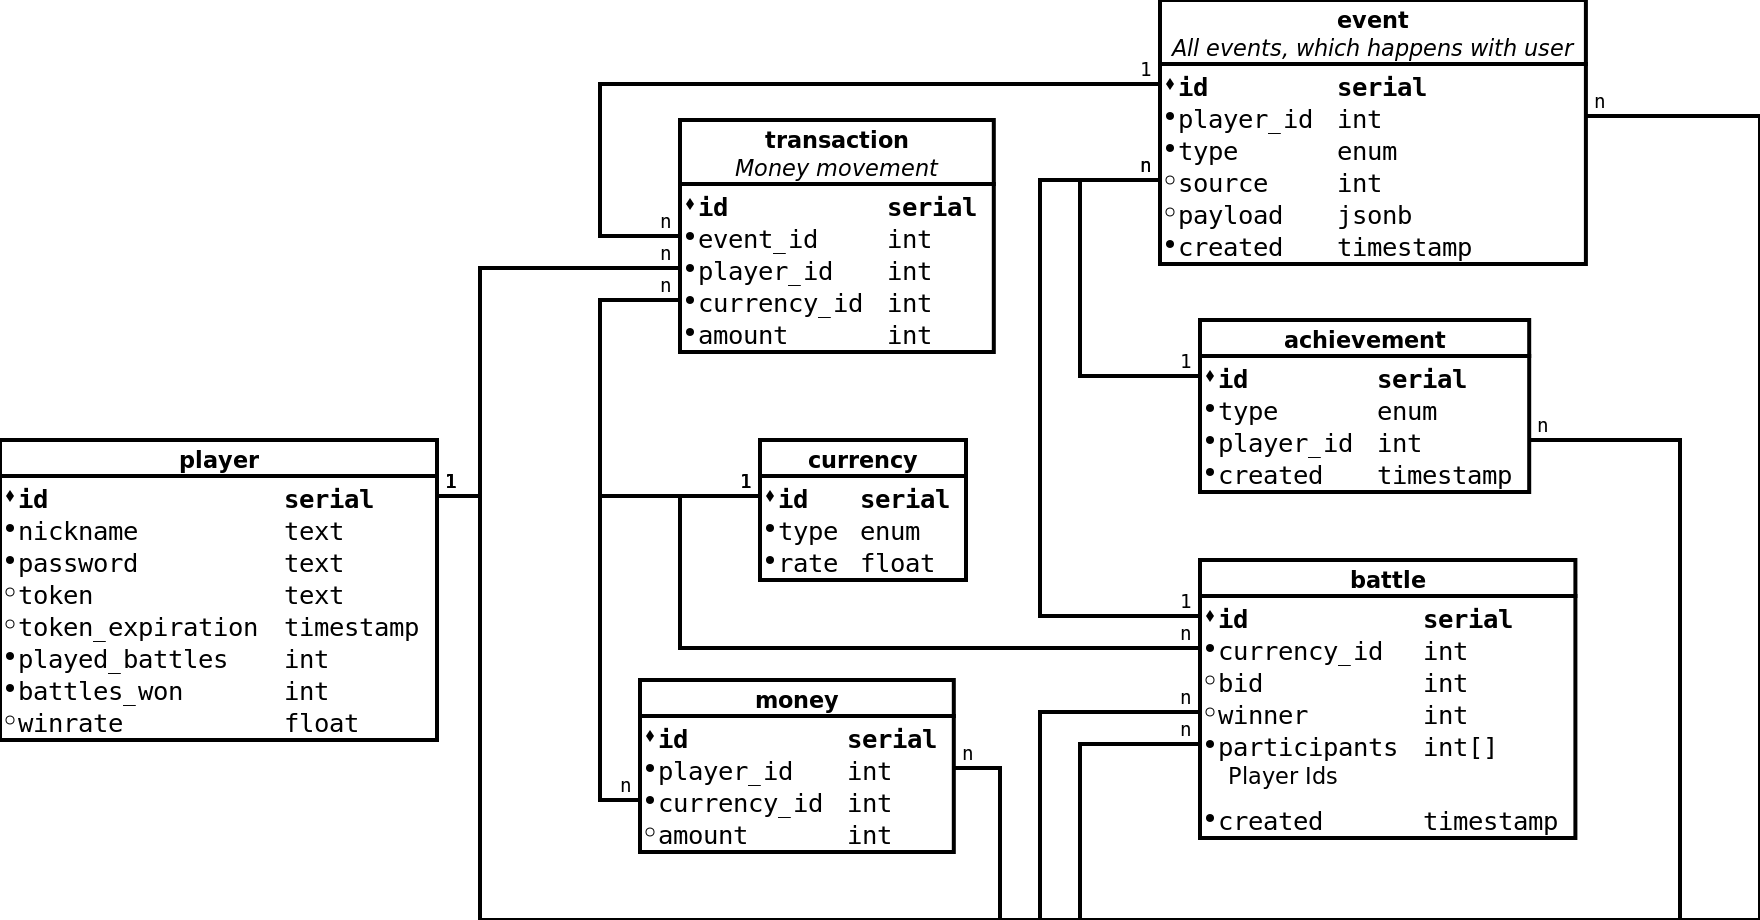 event
All events, which happens with user
1
id serial
n
player_id int
type enum
n
source int
payload jsonb
created timestamp
transaction
Money movement
id serial
n
event_id int
n
player_id int
n
currency_id int
amount int
achievement
1
id serial
type enum
n
player_id int
created timestamp
player
1
id serial
nickname text
password text
token text
token_expiration timestamp
played_battles int
battles_won int
winrate float
currency
1
id serial
type enum
rate float
battle
1
id serial
n
currency_id int
bid int
n
winner int
n
participants int[]
Player Ids
created timestamp
money
id serial
n
player_id int
n
currency_id int
amount int